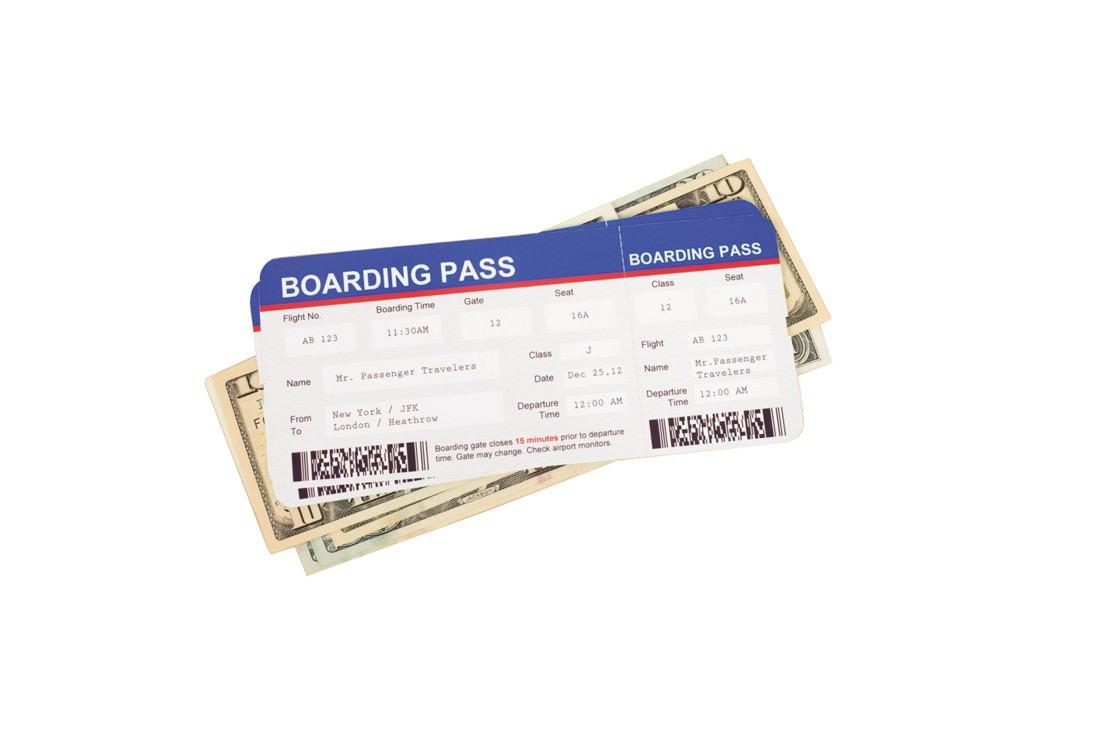 BOARDING PASS
Flight No. Boarding Time Gate Seat
AB 123 11:30AM 12 16A
Class J
Name Mr. Passenger Travelers
Date Dec 25,12
From New York / JFK
To London / Heathrow
Departure Time 12:00 AM
Boarding gate closes 15 minutes prior to departure
time. Gate may change. Check airport monitors.
BOARDING PASS
Class Seat
12 16A
Flight AB 123
Name Mr.Passenger
Travelers
Departure Time 12:00 AM
10
10
JACKSON